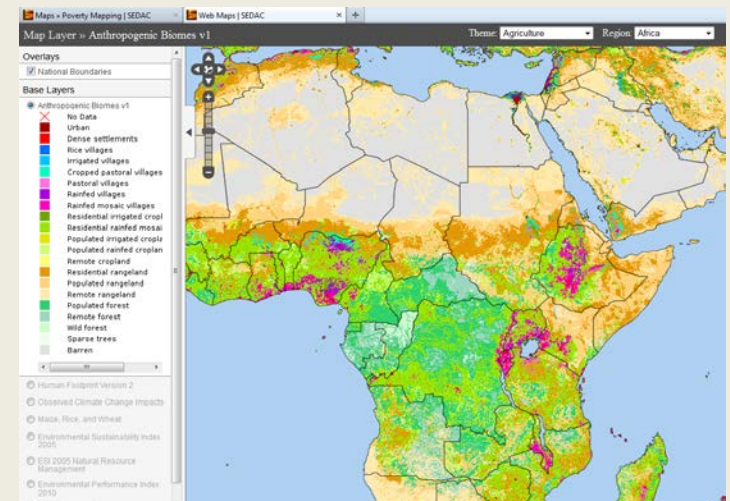 Maps » Poverty Mapping | SEDAC
Web Maps | SEDAC
Map Layer » Anthropogenic Biomes v1
Theme: Agriculture
Region: Africa
Overlays
National Boundaries
Base Layers
Anthropogenic Biomes v1
No Data
Urban
Dense settlements
Rice villages
Irrigated villages
Cropped pastoral villages
Pastoral villages
Rainfed villages
Rainfed mosaic villages
Residential irrigated cropl
Residential rainfed mosai
Populated irrigated cropla
Populated rainfed croplan
Remote cropland
Residential rangeland
Populated rangeland
Remote rangeland
Populated forest
Remote forest
Wild forest
Sparse trees
Barren
Human Footprint Version 2
Observed Climate Change Impacts
Maize, Rice, and Wheat
Environmental Sustainability Index
2005
ESI 2005 Natural Resource
Management
Environmental Performance Index
2010